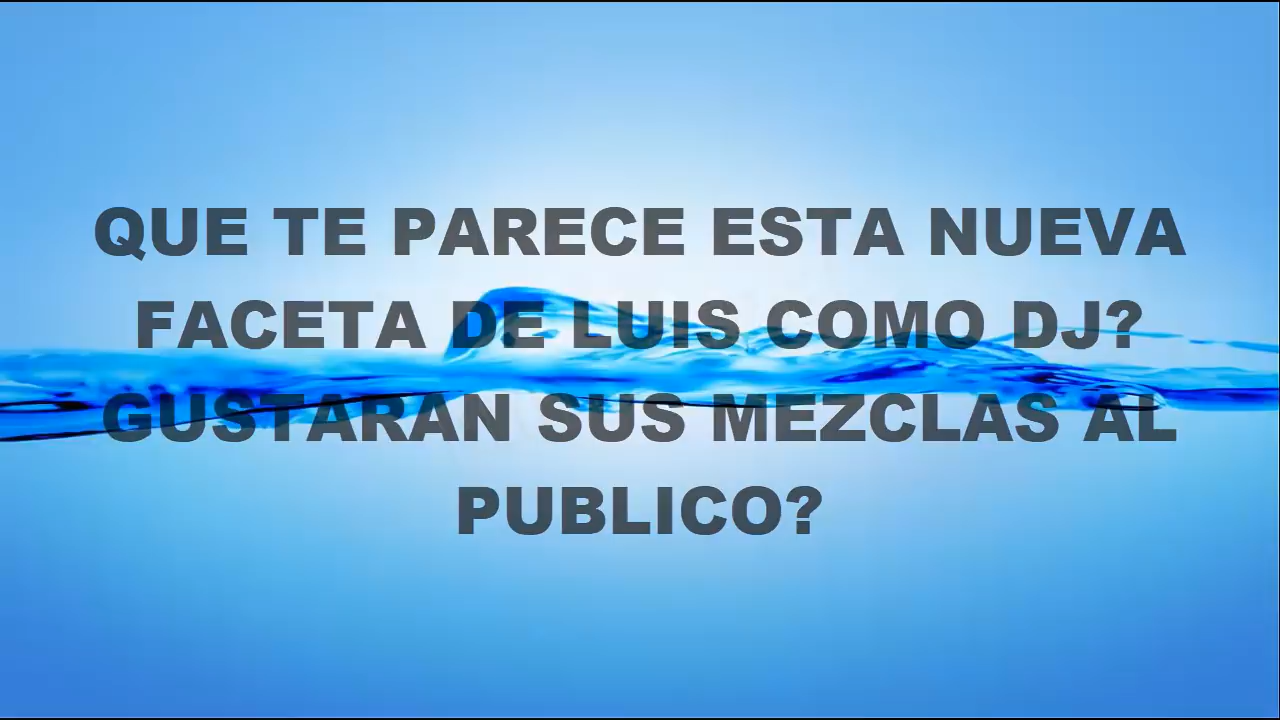 QUE TE PARECE ESTA NUEVA
FACETA DE LUIS COMO DJ?
GUSTARAN SUS MEZCLAS AL
PUBLICO?